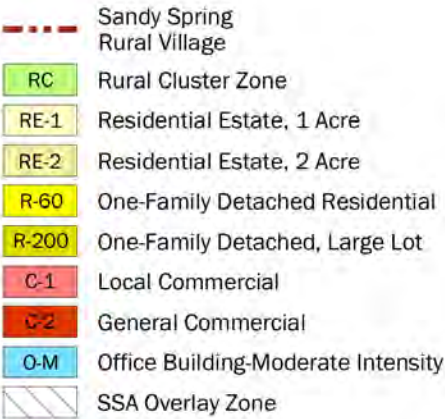 Sandy Spring
Rural Village
RC Rural Cluster Zone
RE-1 Residential Estate, 1 Acre
RE-2 Residential Estate, 2 Acre
R-60 One-Family Detached Residential
R-200 One-Family Detached, Large Lot
C-1 Local Commercial
C-2 General Commercial
O-M Office Building-Moderate Intensity
SSA Overlay Zone